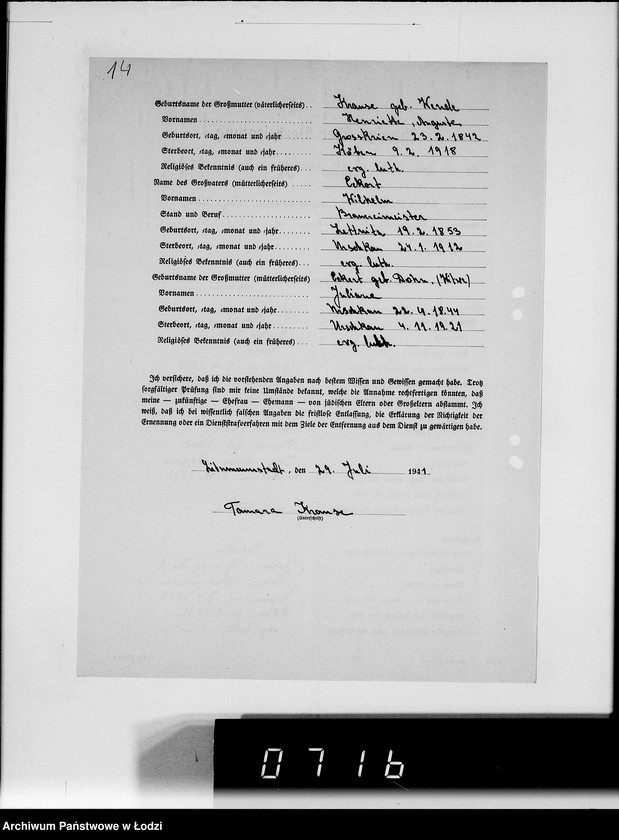 14
Geburtsname der Großmutter (väterlicherseits) .. Krause geb.
Vornamen .................. Henriette, Auguste
Geburtsort, =tag, =monat und =jahr ......... 23.2.1842
Sterbeort, =tag, =monat und =jahr ......... Köben 9.2. 1918
Religiöses Bekenntnis (auch ein früheres) ... evg. luth.
Name des Großvaters (mütterlicherseits) ..... Eckert
Vornamen .................. Wilhelm
Stand und Beruf .................. Brennereimeister
Geburtsort, =tag, =monat und =jahr ......... 19.2.1853
Sterbeort, =tag, =monat und =jahr ......... 1912
Religiöses Bekenntnis (auch ein früheres) ... evg. luth.
Geburtsname der Großmutter (mütterlicherseits) Eckert geb.
Vornamen .................. Juliane
Geburtsort, =tag, =monat und =jahr .........
Sterbeort, =tag, =monat und =jahr ......... 4.11.1921
Religiöses Bekenntnis (auch ein früheres) ... evg. luth.
Ich versichere, daß ich die vorstehenden Angaben nach bestem Wissen und Gewissen gemacht habe. Trotz
sorgfältiger Prüfung sind mir keine Umstände bekannt, welche die Annahme rechtfertigen könnten, daß
meine — zukünftige — Ehefrau — Ehemann — von jüdischen Eltern oder Großeltern abstammt. Ich
weiß, daß ich bei wissentlich falschen Angaben die fristlose Entlassung, die Erklärung der Nichtigkeit der
Ernennung oder ein Dienststrafverfahren mit dem Ziele der Entfernung aus dem Dienst zu gewärtigen habe.
Litzmannstadt, den 29. Juli 1941
Tamara Krause
(Unterschrift)
0716
Archiwum Państwowe w Łodzi